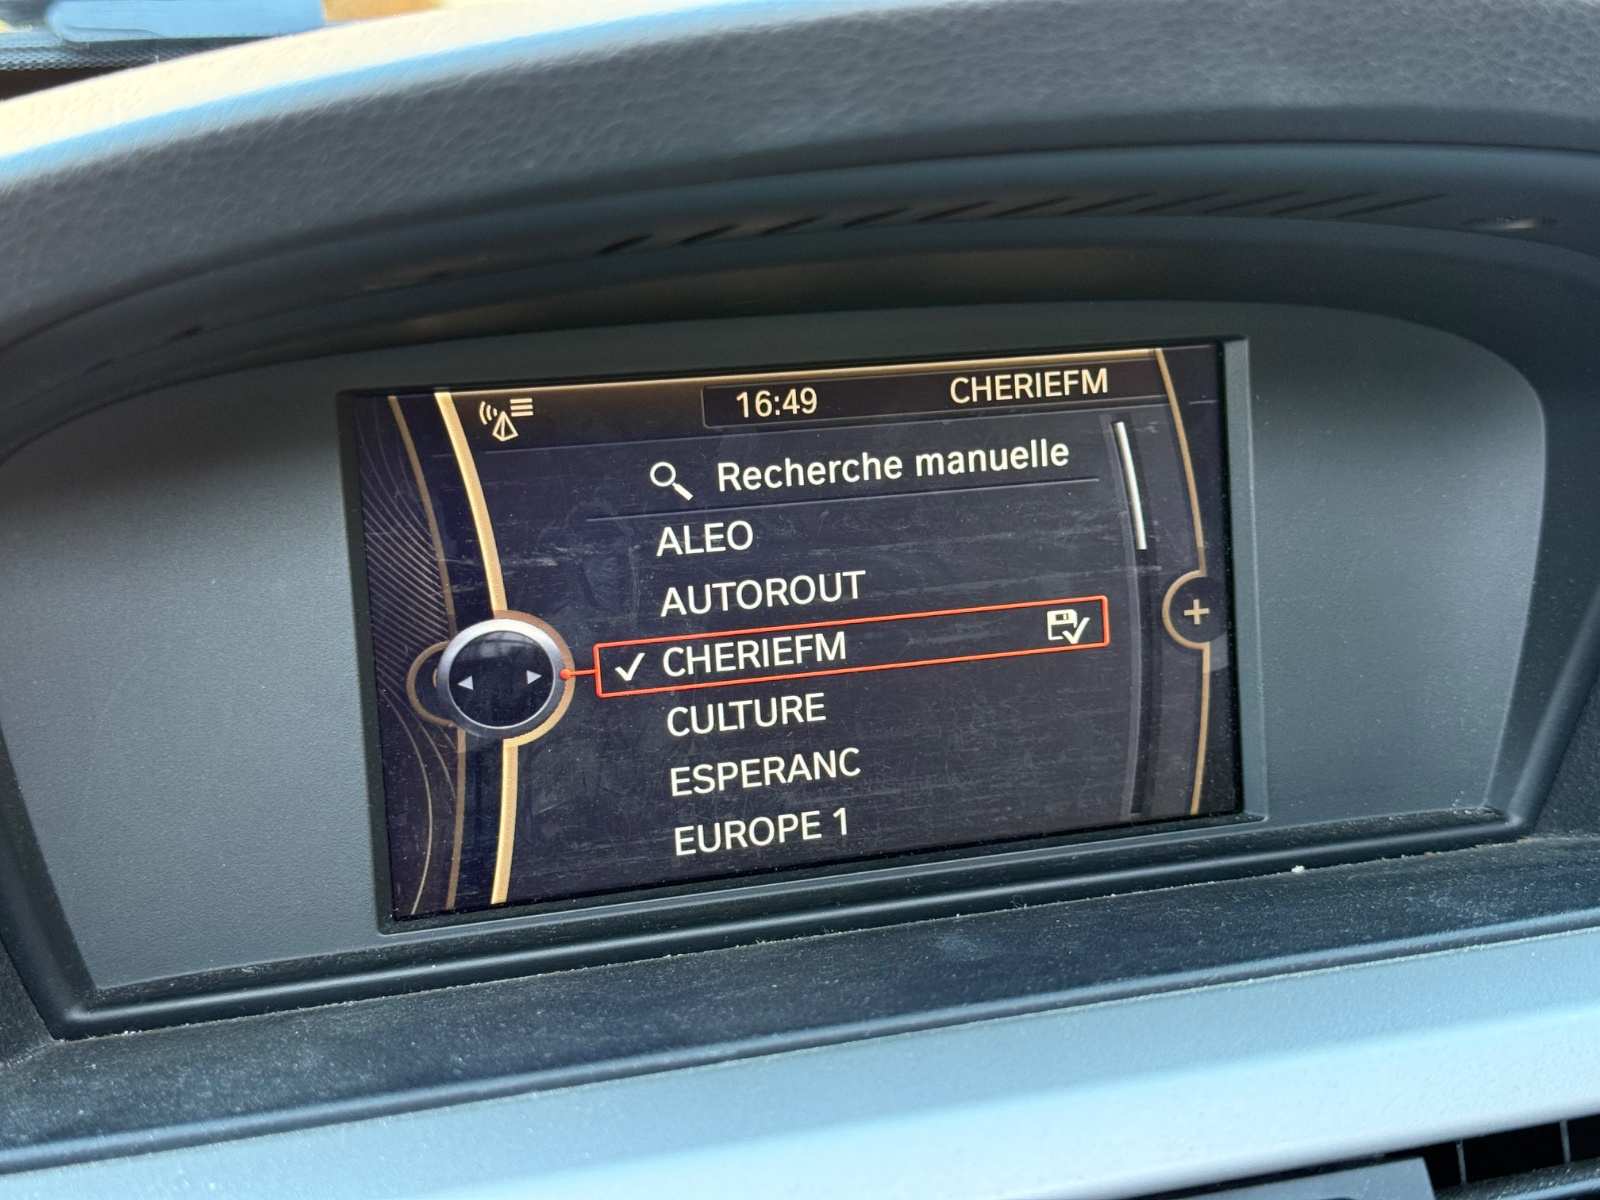 16:49 CHERIEFM
Recherche manuelle
ALEO
AUTOROUT
CHERIEFM
CULTURE
ESPERANC
EUROPE 1